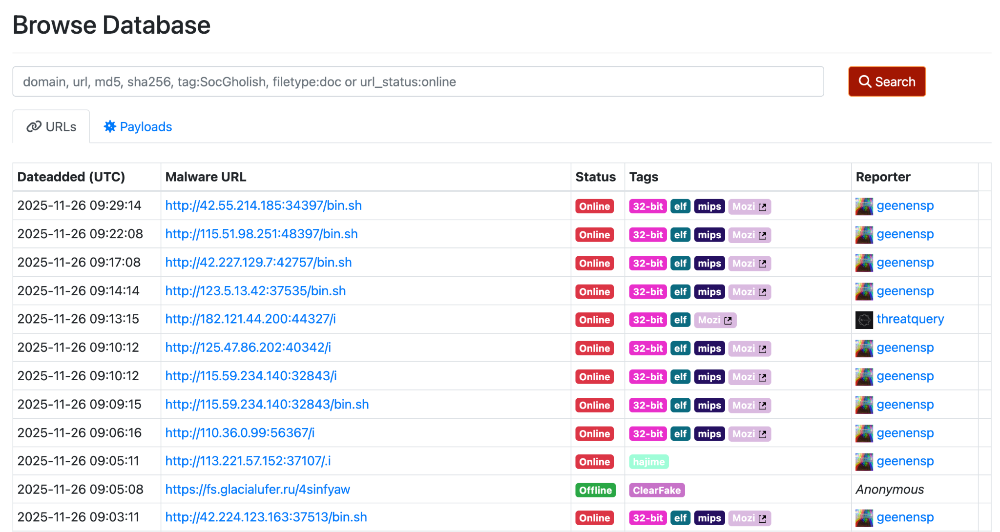 Browse Database
domain, url, md5, sha256, tag:SocGholish, filetype:doc or url_status:online Search
URLs Payloads
Dateadded (UTC) Malware URL Status Tags Reporter
2025-11-26 09:29:14 http://42.55.214.185:34397/bin.sh Online 32-bit elf mips Mozi geenensp
2025-11-26 09:22:08 http://115.51.98.251:48397/bin.sh Online 32-bit elf mips Mozi geenensp
2025-11-26 09:17:08 http://42.227.129.7:42757/bin.sh Online 32-bit elf mips Mozi geenensp
2025-11-26 09:14:14 http://123.5.13.42:37535/bin.sh Online 32-bit elf mips Mozi geenensp
2025-11-26 09:13:15 http://182.121.44.200:44327/i Online 32-bit elf Mozi threatquery
2025-11-26 09:10:12 http://125.47.86.202:40342/i Online 32-bit elf mips Mozi geenensp
2025-11-26 09:10:12 http://115.59.234.140:32843/i Online 32-bit elf mips Mozi geenensp
2025-11-26 09:09:15 http://115.59.234.140:32843/bin.sh Online 32-bit elf mips Mozi geenensp
2025-11-26 09:06:16 http://110.36.0.99:56367/i Online 32-bit elf mips Mozi geenensp
2025-11-26 09:05:11 http://113.221.57.152:37107/.i Online hajime geenensp
2025-11-26 09:05:08 https://fs.glacialufer.ru/4sinfyaw Offline ClearFake Anonymous
2025-11-26 09:03:11 http://42.224.123.163:37513/bin.sh Online 32-bit elf mips Mozi geenensp